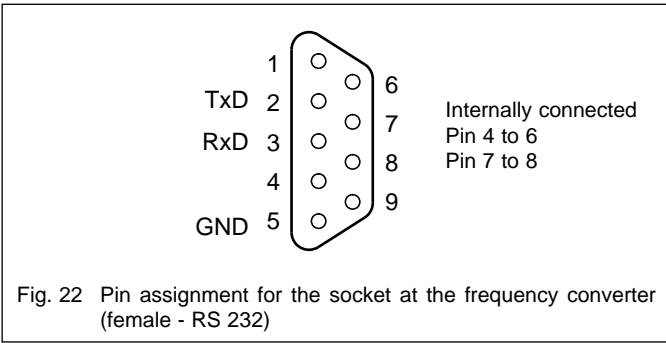 1
6
TxD 2
7
RxD 3
8
4
9
GND 5
Internally connected
Pin 4 to 6
Pin 7 to 8
Fig. 22 Pin assignment for the socket at the frequency converter
(female - RS 232)